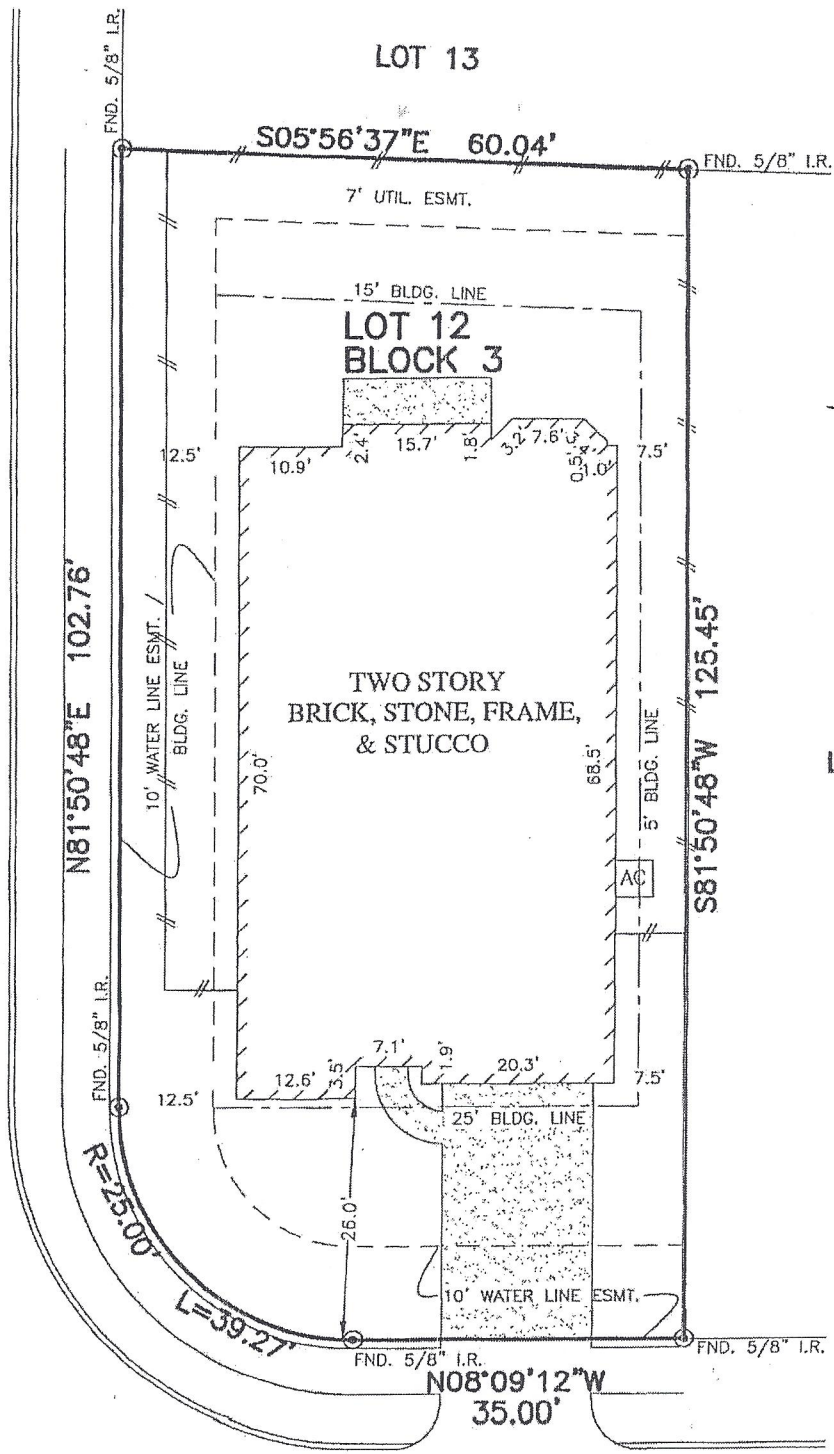 LOT 13
FND. 5/8" I.R.
S05°56'37"E 60.04'
FND. 5/8" I.R.
7' UTIL. ESMT.
15' BLDG. LINE
LOT 12
BLOCK 3
12.5'
10.9'
2.4'
15.7'
1.8'
3.2'
7.6'
0.5'
1.0'
7.5'
N81°50'48"E 102.76'
10' WATER LINE ESMT. /
BLDG. LINE
TWO STORY
BRICK, STONE, FRAME,
& STUCCO
70.0'
68.5'
5' BLDG. LINE
S81°50'48"W 125.45'
AC
FND. 5/8" I.R.
12.5'
12.6'
3.5'
7.1'
1.9'
20.3'
7.5'
25' BLDG. LINE
R=25.00'
L=39.27'
26.0'
10' WATER LINE ESMT.
FND. 5/8" I.R.
FND. 5/8" I.R.
N08°09'12"W
35.00'